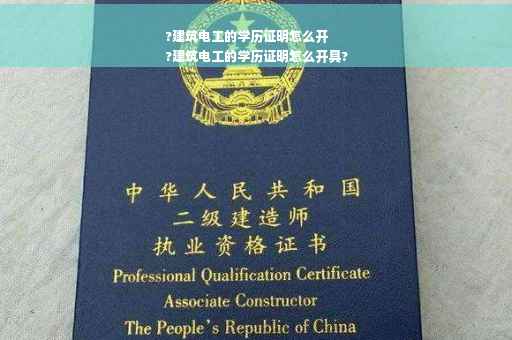 ?建筑电工的学历证明怎么开
?建筑电工的学历证明怎么开具?
中华人民共和国
二级建造师
执业资格证书
Professional Qualification Certificate
Associate Constructor
The People's Republic of China